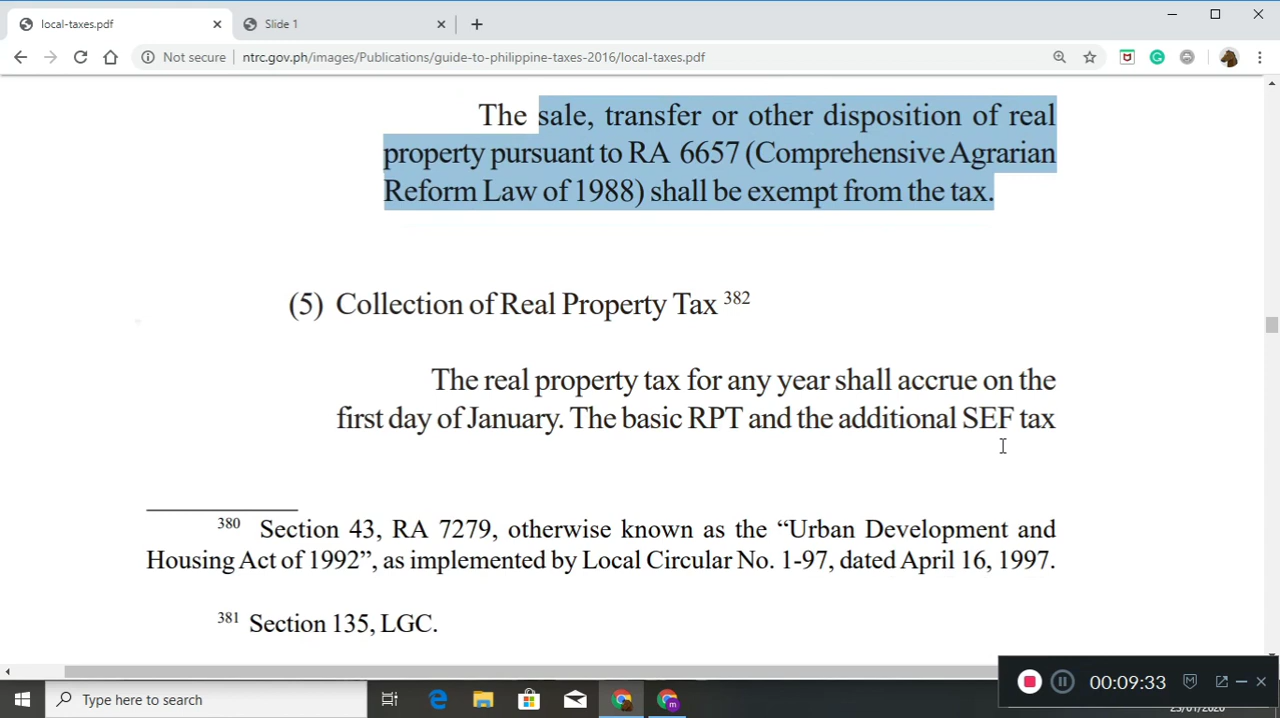 local-taxes.pdf
Slide 1
Not secure
ntrc.gov.ph/images/Publications/guide-to-philippine-taxes-2016/local-taxes.pdf
The sale, transfer or other disposition of real
property pursuant to RA 6657 (Comprehensive Agrarian
Reform Law of 1988) shall be exempt from the tax.
(5) Collection of Real Property Tax 382
The real property tax for any year shall accrue on the
first day of January. The basic RPT and the additional SEF tax
380 Section 43, RA 7279, otherwise known as the “Urban Development and
Housing Act of 1992”, as implemented by Local Circular No. 1-97, dated April 16, 1997.
381 Section 135, LGC.
Type here to search
00:09:33